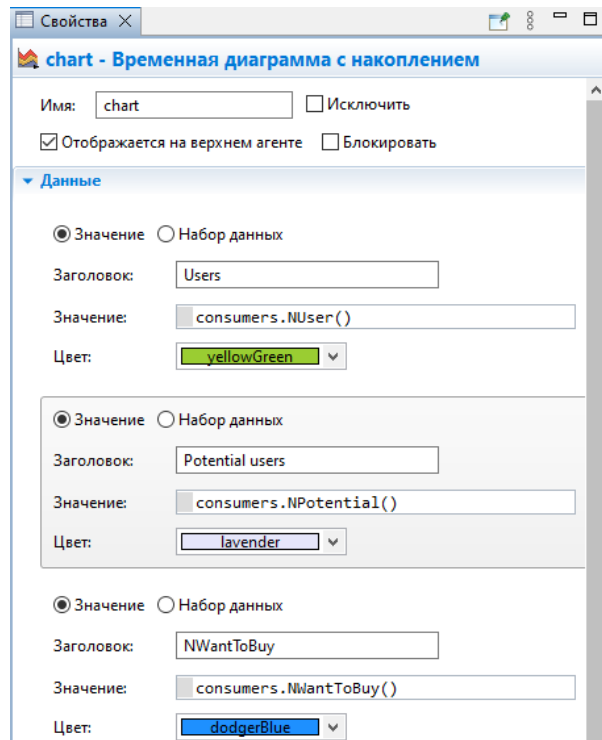 Свойства
chart - Временная диаграмма с накоплением
Имя: chart Исключить
Отображается на верхнем агенте Блокировать
Данные
Значение Набор данных
Заголовок: Users
Значение: consumers.NUser()
Цвет: yellowGreen
Значение Набор данных
Заголовок: Potential users
Значение: consumers.NPotential()
Цвет: lavender
Значение Набор данных
Заголовок: NWantToBuy
Значение: consumers.NWantToBuy()
Цвет: dodgerBlue